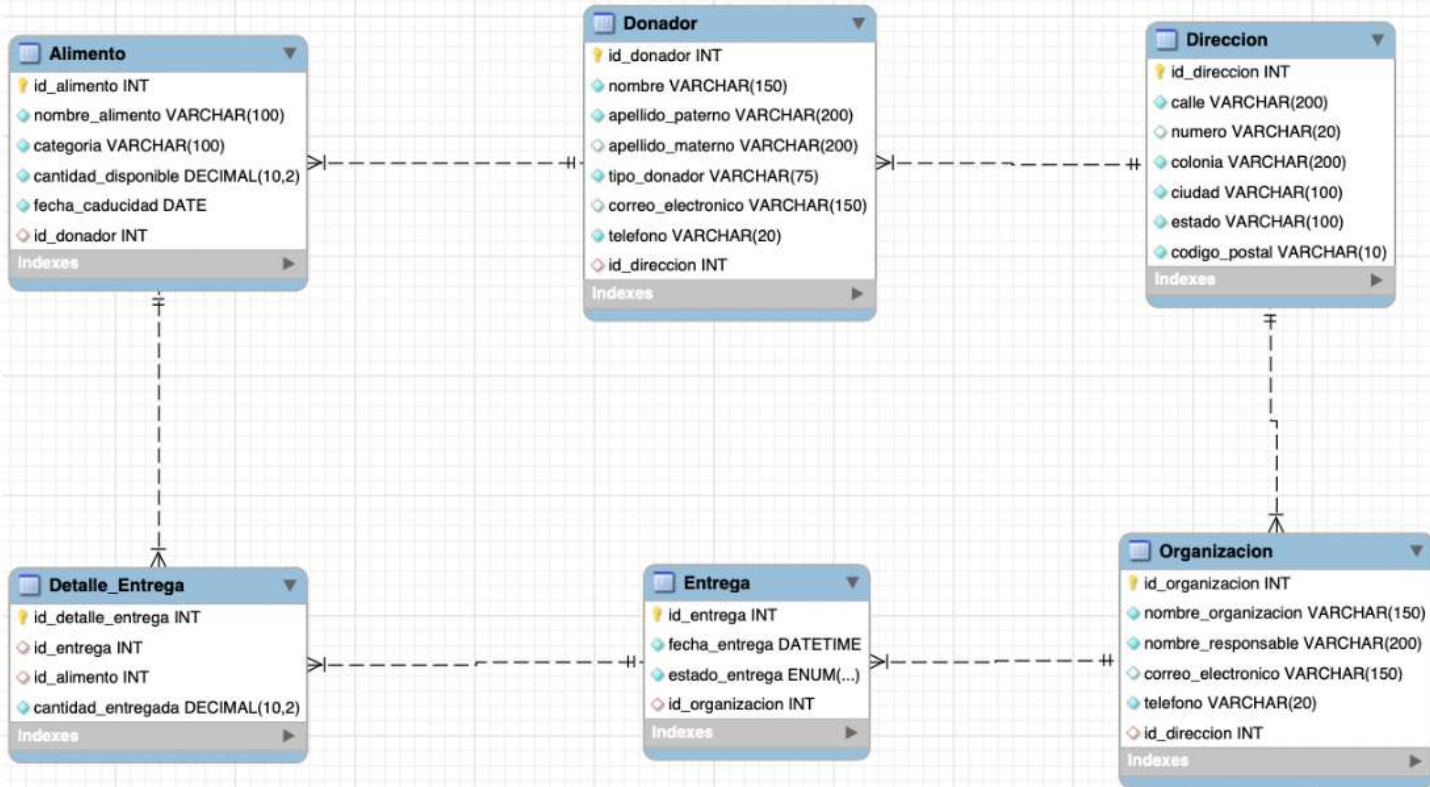 Alimento
id_alimento INT
nombre_alimento VARCHAR(100)
categoria VARCHAR(100)
cantidad_disponible DECIMAL(10,2)
fecha_caducidad DATE
id_donador INT
Indexes
Donador
id_donador INT
nombre VARCHAR(150)
apellido_paterno VARCHAR(200)
apellido_materno VARCHAR(200)
tipo_donador VARCHAR(75)
correo_electronico VARCHAR(150)
telefono VARCHAR(20)
id_direccion INT
Indexes
Direccion
id_direccion INT
calle VARCHAR(200)
numero VARCHAR(20)
colonia VARCHAR(200)
ciudad VARCHAR(100)
estado VARCHAR(100)
codigo_postal VARCHAR(10)
Indexes
Detalle_Entrega
id_detalle_entrega INT
id_entrega INT
id_alimento INT
cantidad_entregada DECIMAL(10,2)
Indexes
Entrega
id_entrega INT
fecha_entrega DATETIME
estado_entrega ENUM(...)
id_organizacion INT
Indexes
Organizacion
id_organizacion INT
nombre_organizacion VARCHAR(150)
nombre_responsable VARCHAR(200)
correo_electronico VARCHAR(150)
telefono VARCHAR(20)
id_direccion INT
Indexes